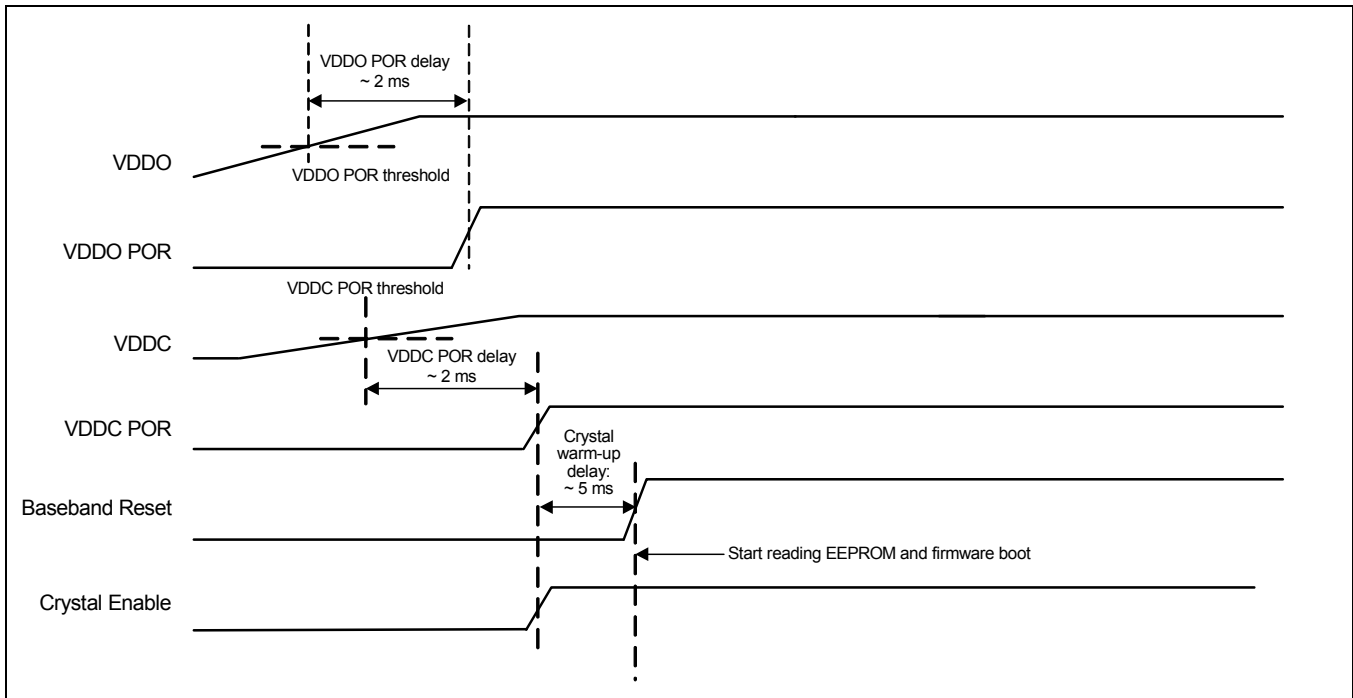 VDDO POR delay
~ 2 ms
VDDO
VDDO POR threshold
VDDO POR
VDDC POR threshold
VDDC
VDDC POR delay
~ 2 ms
VDDC POR
Crystal
warm-up
delay:
~ 5 ms
Baseband Reset
Start reading EEPROM and firmware boot
Crystal Enable